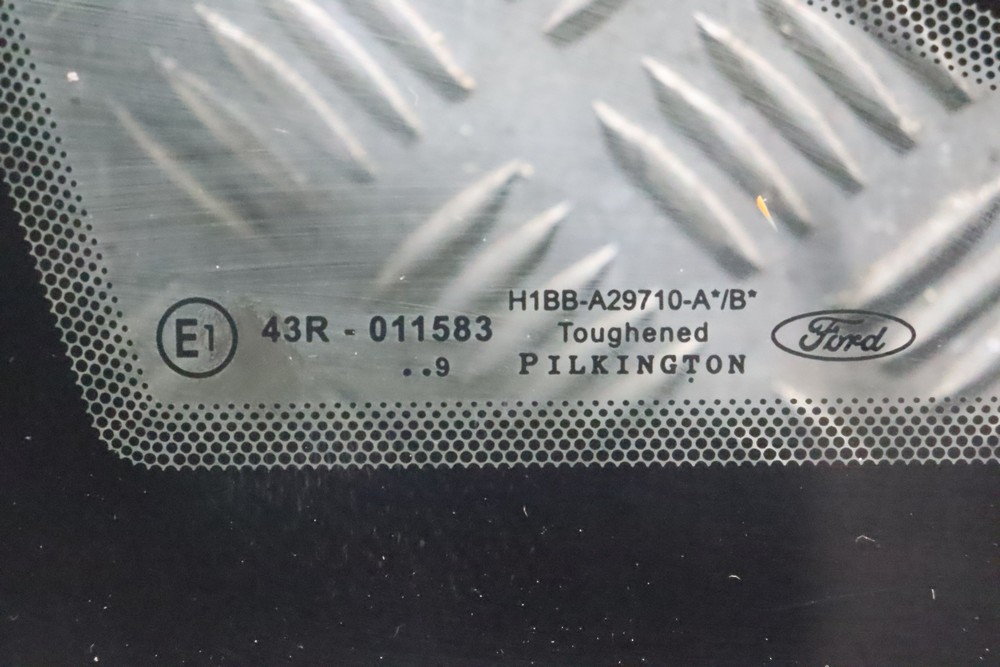 E1
43R - 011583
..9
H1BB-A29710-A*/B*
Toughened
PILKINGTON
Ford